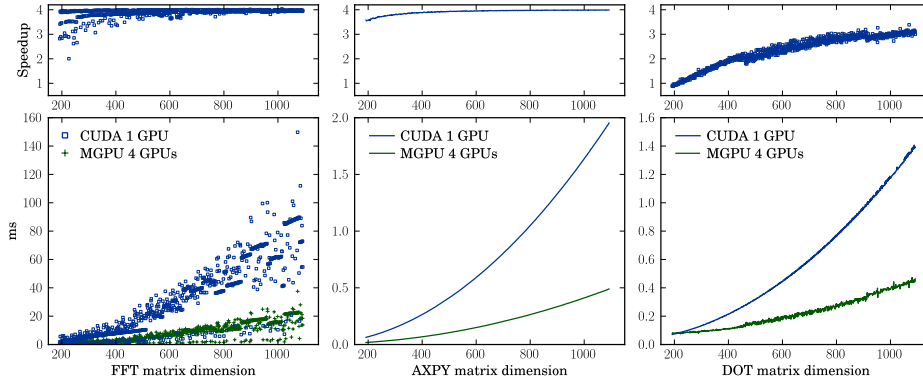 Speedup
4
3
2
1
200 400 600 800 1000
4
3
2
1
200 400 600 800 1000
4
3
2
1
200 400 600 800 1000
ms
160
140
120
100
80
60
40
20
0
200 400 600 800 1000
CUDA 1 GPU
MGPU 4 GPUs
FFT matrix dimension
2.0
1.5
1.0
0.5
0.0
200 400 600 800 1000
CUDA 1 GPU
MGPU 4 GPUs
AXPY matrix dimension
1.6
1.4
1.2
1.0
0.8
0.6
0.4
0.2
0.0
200 400 600 800 1000
CUDA 1 GPU
MGPU 4 GPUs
DOT matrix dimension